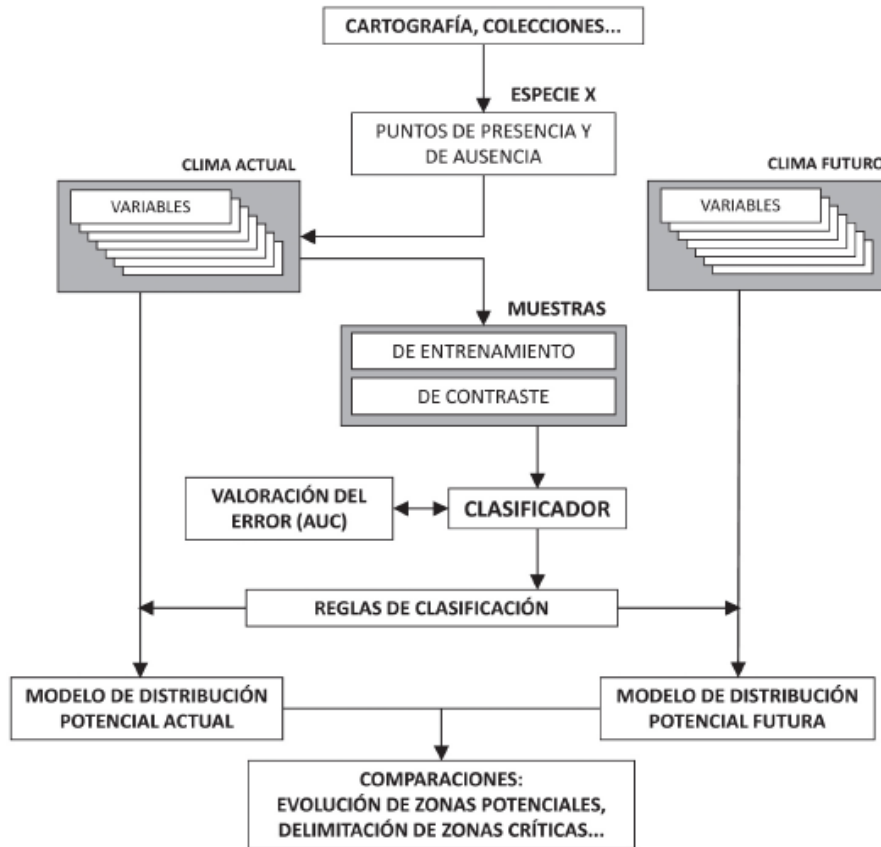 CARTOGRAFÍA, COLECCIONES...
ESPECIE X
PUNTOS DE PRESENCIA Y
DE AUSENCIA
CLIMA ACTUAL
VARIABLES
CLIMA FUTURO
VARIABLES
MUESTRAS
DE ENTRENAMIENTO
DE CONTRASTE
VALORACIÓN DEL
ERROR (AUC)
CLASIFICADOR
REGLAS DE CLASIFICACIÓN
MODELO DE DISTRIBUCIÓN
POTENCIAL ACTUAL
MODELO DE DISTRIBUCIÓN
POTENCIAL FUTURA
COMPARACIONES:
EVOLUCIÓN DE ZONAS POTENCIALES,
DELIMITACIÓN DE ZONAS CRÍTICAS...